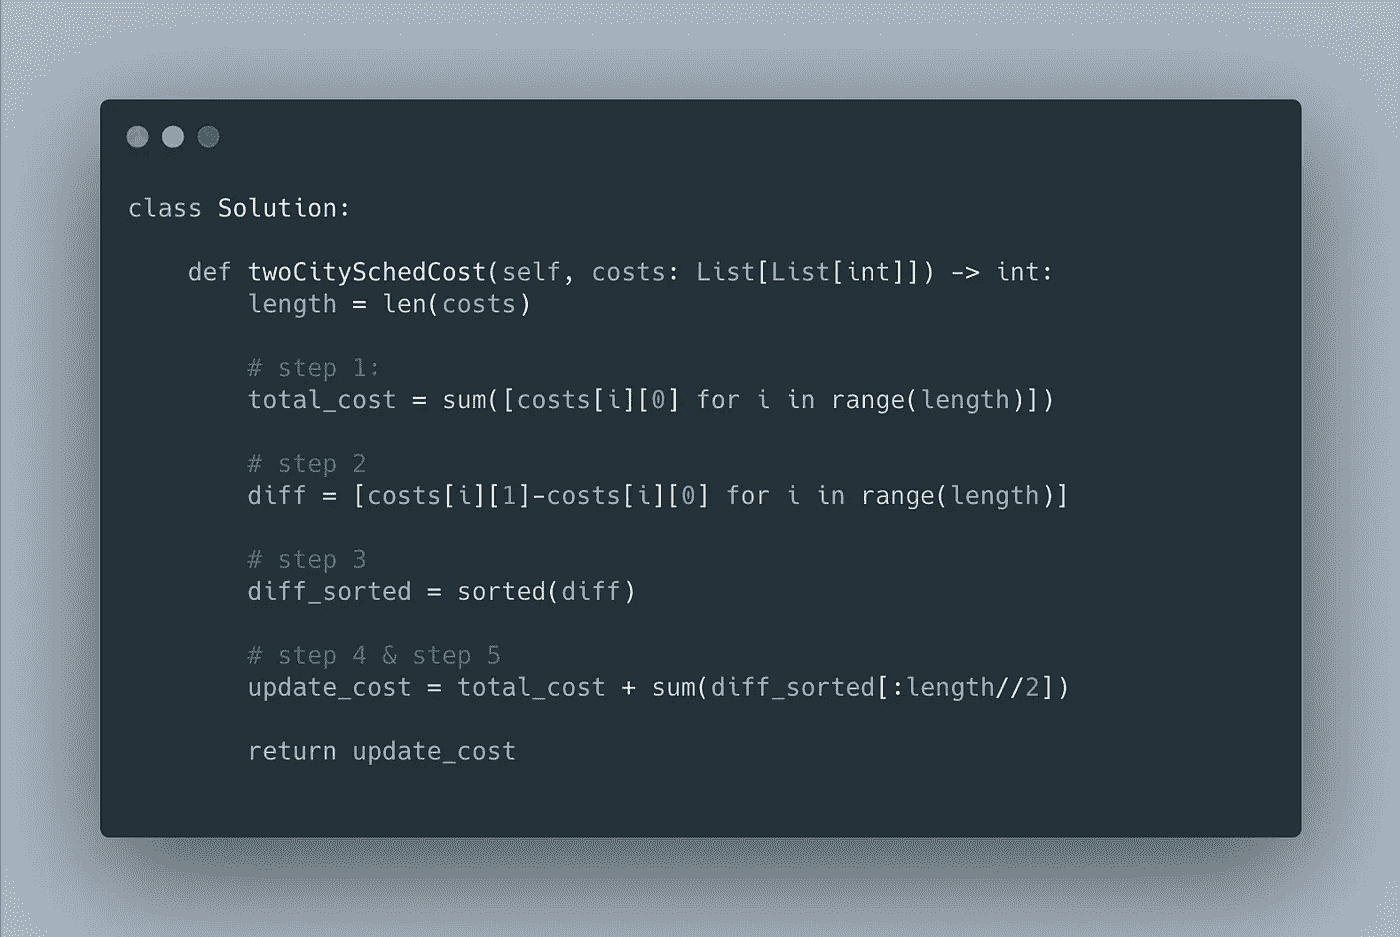 class Solution:
def twoCitySchedCost(self, costs: List[List[int]]) -> int:
length = len(costs)
# step 1:
total_cost = sum([costs[i][0] for i in range(length)])
# step 2
diff = [costs[i][1]-costs[i][0] for i in range(length)]
# step 3
diff_sorted = sorted(diff)
# step 4 & step 5
update_cost = total_cost + sum(diff_sorted[:length//2])
return update_cost